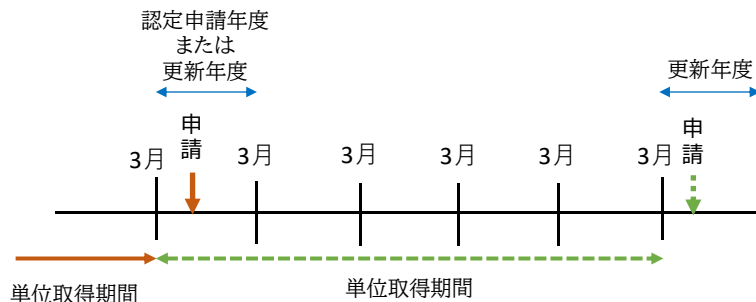 認定申請年度
または
更新年度
更新年度
申請
申請
3月
3月
3月
3月
3月
3月
単位取得期間
単位取得期間